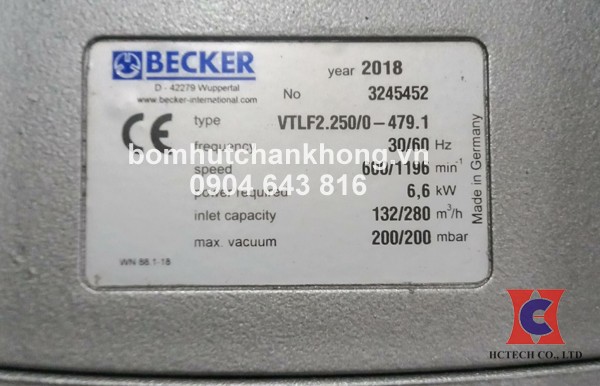 BECKER
D - 42279 Wuppertal
www.becker-international.com
year 2018
No 3245452
type VTLF2.250/0-479.1
frequency 30/60 Hz
speed 600/1196 min⁻¹
power required 6,6 kW
inlet capacity 132/280 m³/h
max. vacuum 200/200 mbar
CE
WN 66.1-18
Made in Germany
bomhutchankhong.vn
0904 643 816
HCTECH CO., LTD